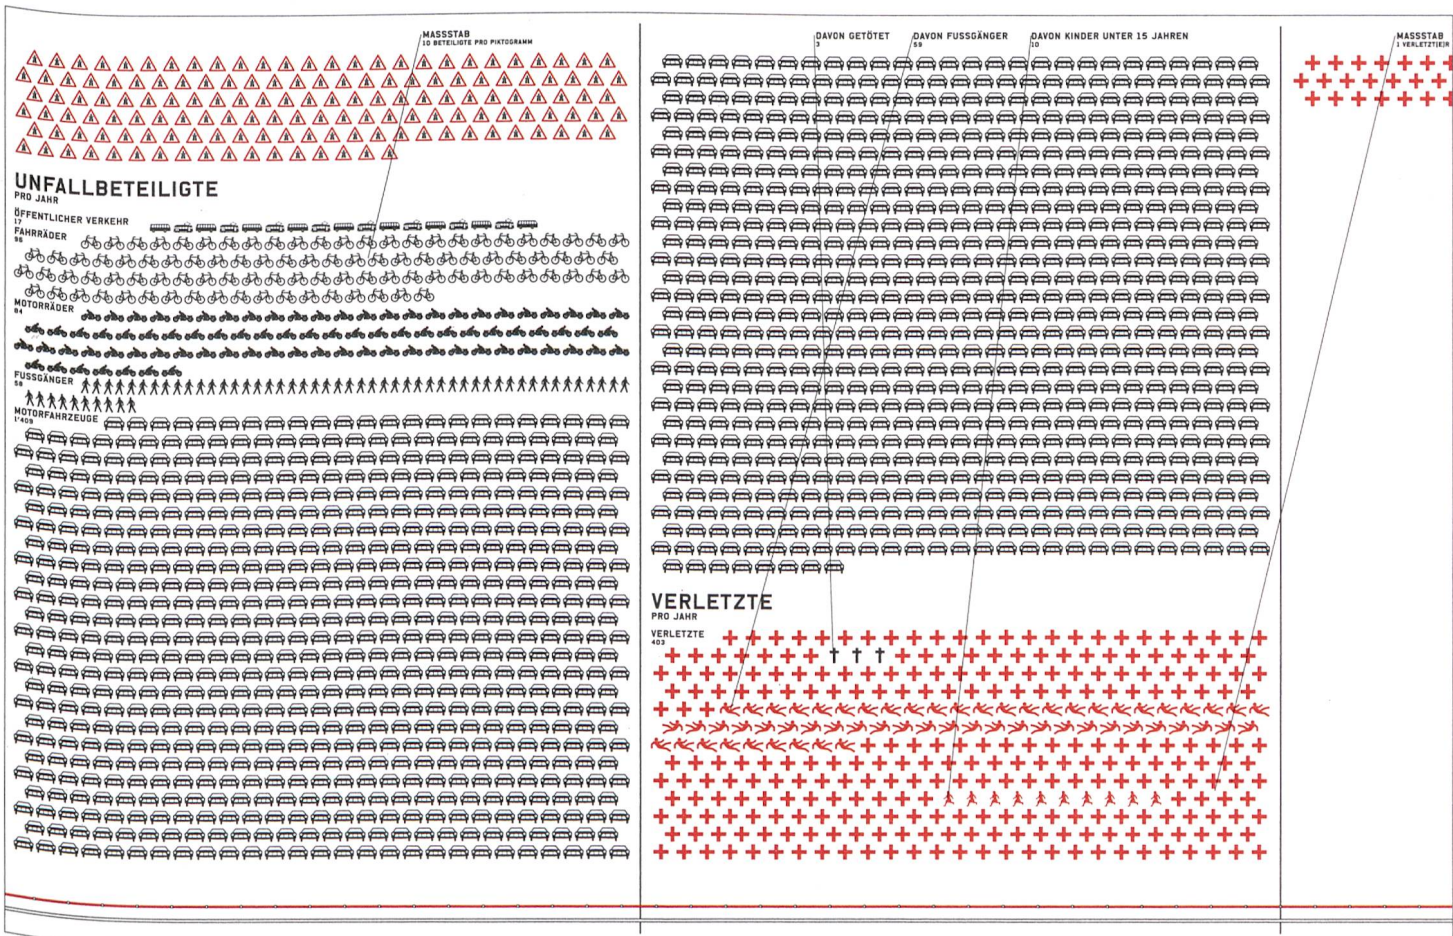 MASSSTAB
10 BETEILIGTE PRO PIKTOGRAMM
UNFALLBETEILIGTE
PRO JAHR
ÖFFENTLICHER VERKEHR
17
FAHRRÄDER
96
MOTORRÄDER
84
FUSSGÄNGER
58
MOTORFAHRZEUGE
1'409
DAVON GETÖTET
3
DAVON FUSSGÄNGER
59
DAVON KINDER UNTER 15 JAHREN
10
VERLETZTE
PRO JAHR
VERLETZTE
403
MASSSTAB
1 VERLETZT(E)R